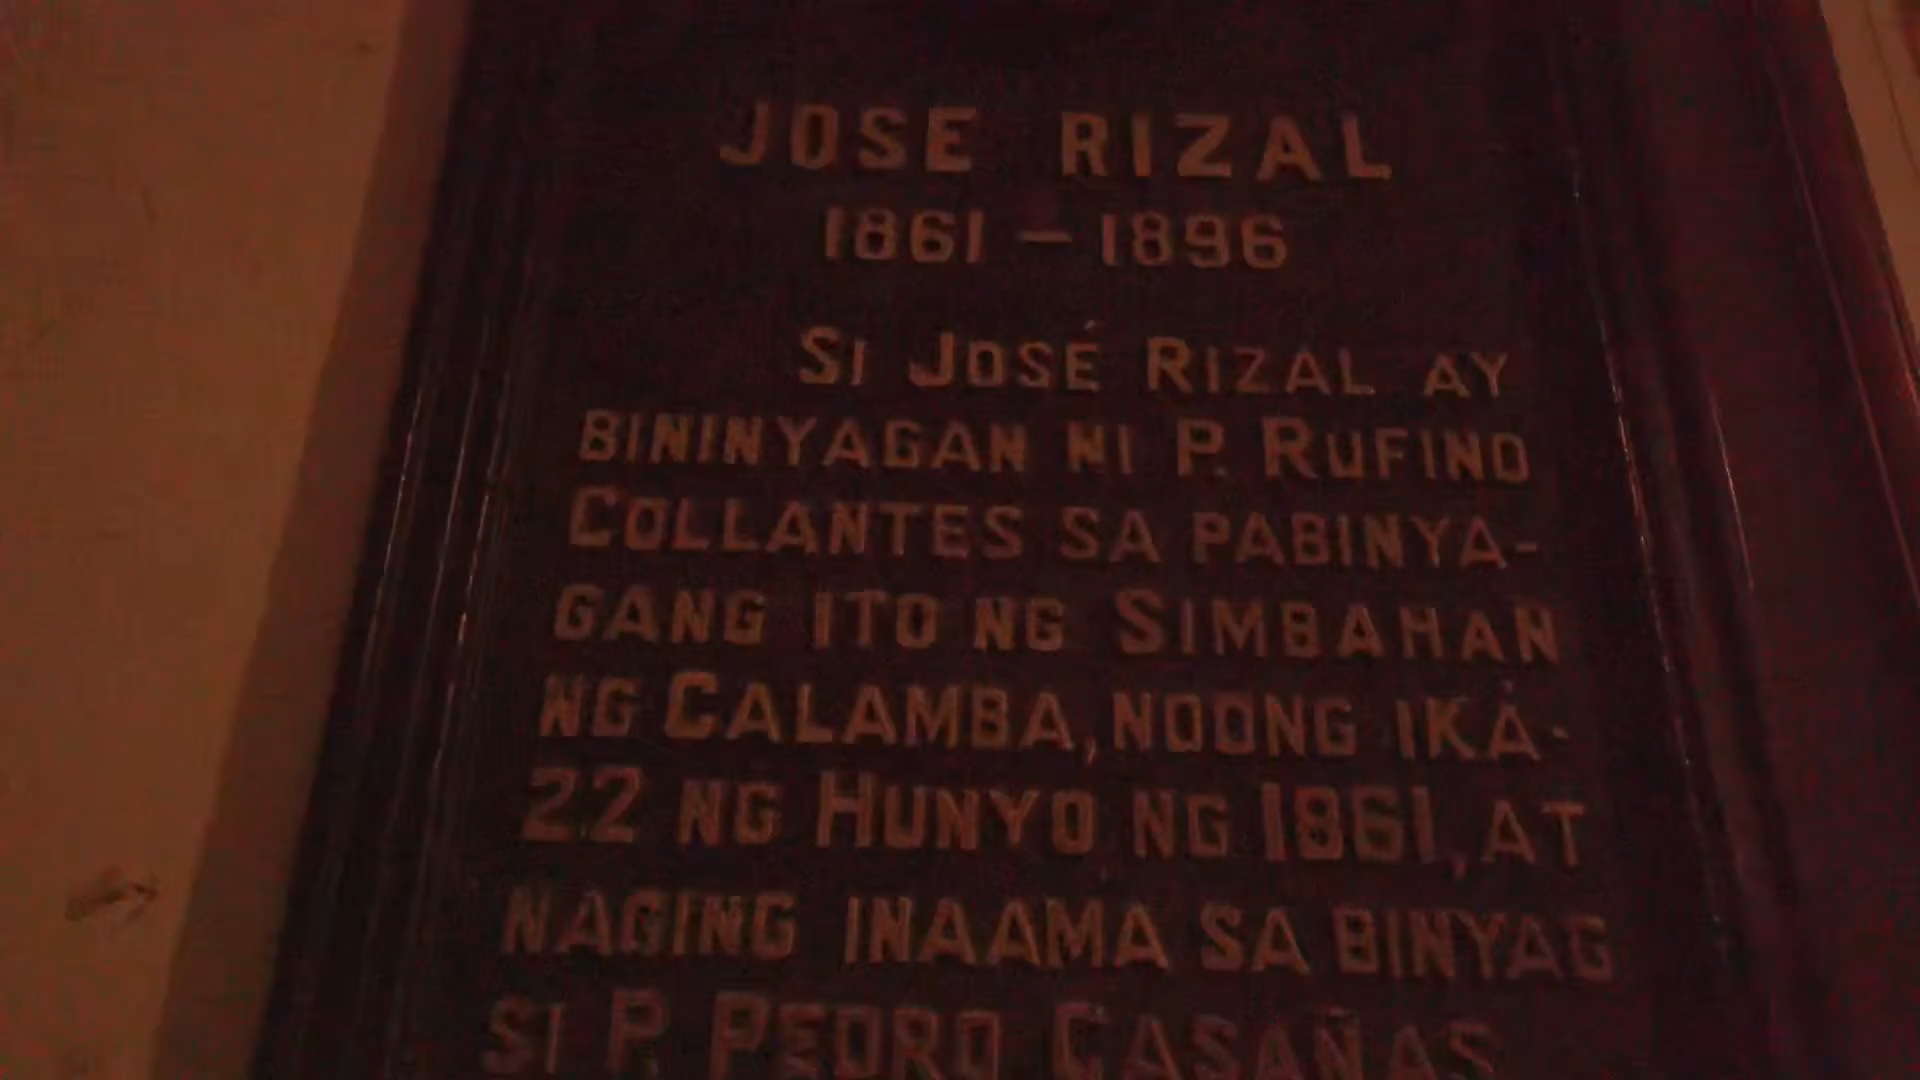 JOSE RIZAL
1861 – 1896
SI JOSÉ RIZAL AY
BININYAGAN NI P. RUFINO
COLLANTES SA PABINYA-
GANG ITO NG SIMBAHAN
NG CALAMBA, NOONG IKA-
22 NG HUNYO NG 1861, AT
NAGING INAAMA SA BINYAG
SI P. PEDRO CASAÑAS